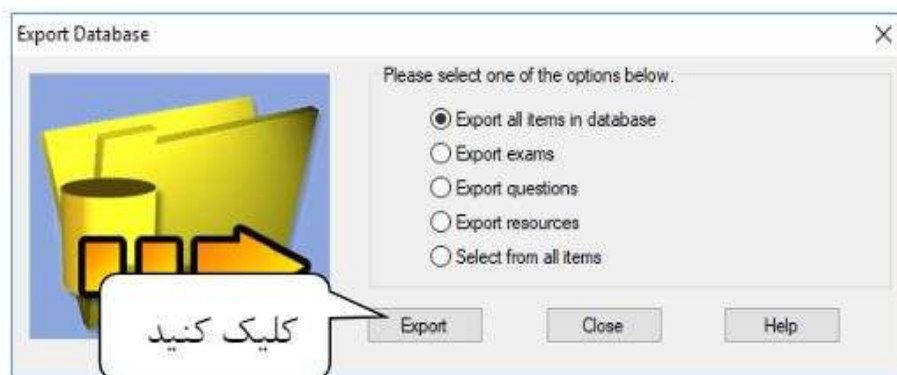 Export Database
Please select one of the options below.
Export all items in database
Export exams
Export questions
Export resources
Select from all items
کلیک کنید
Export
Close
Help